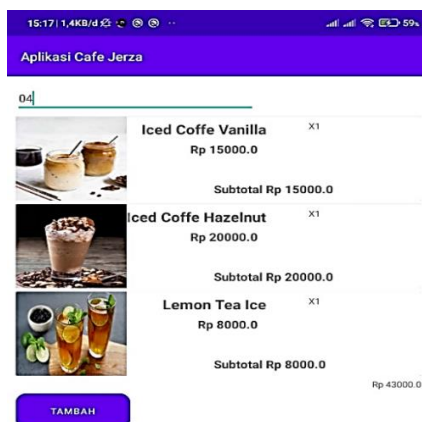 15:17 | 1,4KB/d 59%
Aplikasi Cafe Jerza
04
Iced Coffe Vanilla X1
Rp 15000.0
Subtotal Rp 15000.0
Iced Coffe Hazelnut X1
Rp 20000.0
Subtotal Rp 20000.0
Lemon Tea Ice X1
Rp 8000.0
Subtotal Rp 8000.0
Rp 43000.0
TAMBAH